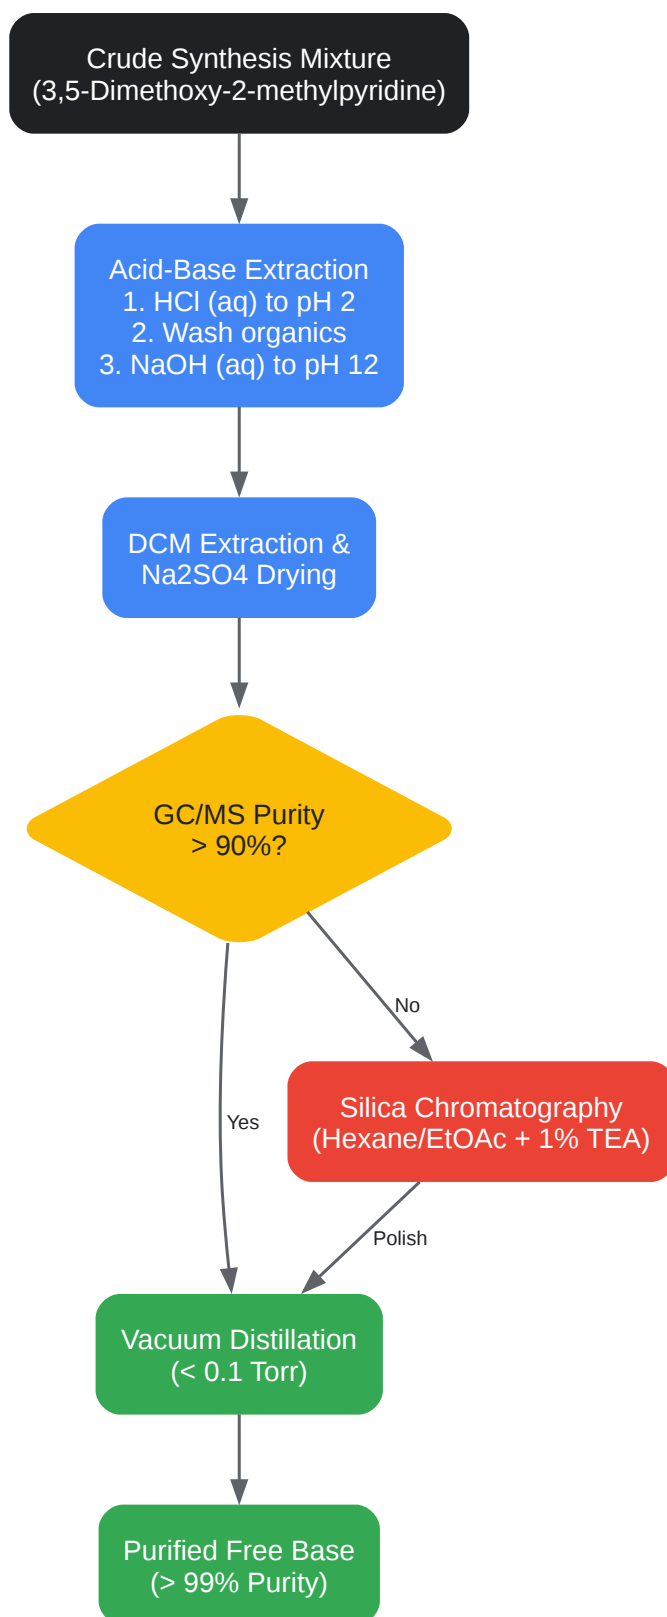 Crude Synthesis Mixture
(3,5-Dimethoxy-2-methylpyridine)
Acid-Base Extraction
1. HCl (aq) to pH 2
2. Wash organics
3. NaOH (aq) to pH 12
DCM Extraction &
Na2SO4 Drying
GC/MS Purity
> 90%?
No
Silica Chromatography
(Hexane/EtOAc + 1% TEA)
Yes
Polish
Vacuum Distillation
(< 0.1 Torr)
Purified Free Base
(> 99% Purity)